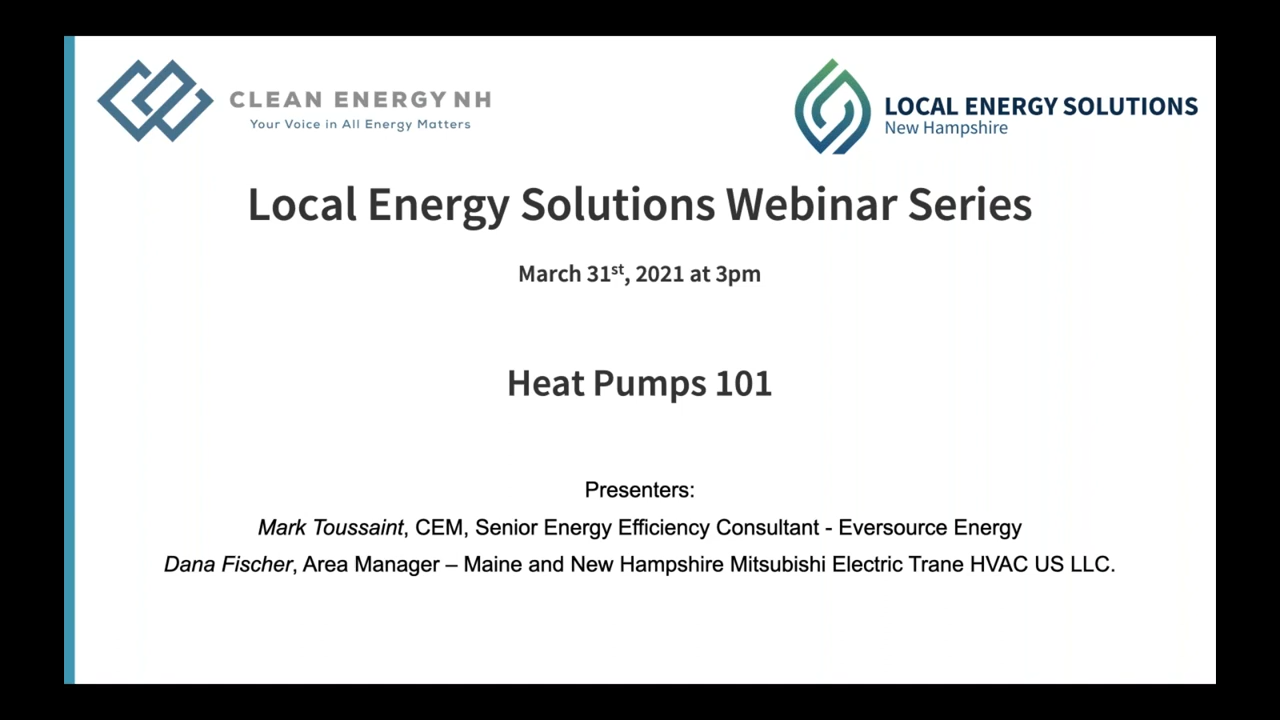 CLEAN ENERGY NH
Your Voice in All Energy Matters
LOCAL ENERGY SOLUTIONS
New Hampshire
Local Energy Solutions Webinar Series
March 31st, 2021 at 3pm
Heat Pumps 101
Presenters:
Mark Toussaint, CEM, Senior Energy Efficiency Consultant - Eversource Energy
Dana Fischer, Area Manager – Maine and New Hampshire Mitsubishi Electric Trane HVAC US LLC.